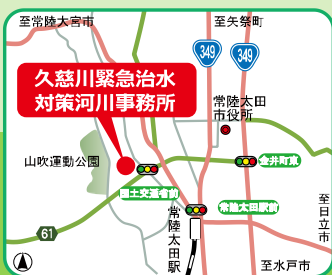 至常陸大宮市
至矢祭町
349
349
久慈川緊急治水
対策河川事務所
常陸太田
市役所
山吹運動公園
金井町東
国土交通省前
常陸太田駅前
61
常陸太田駅
至日立市
至水戸市